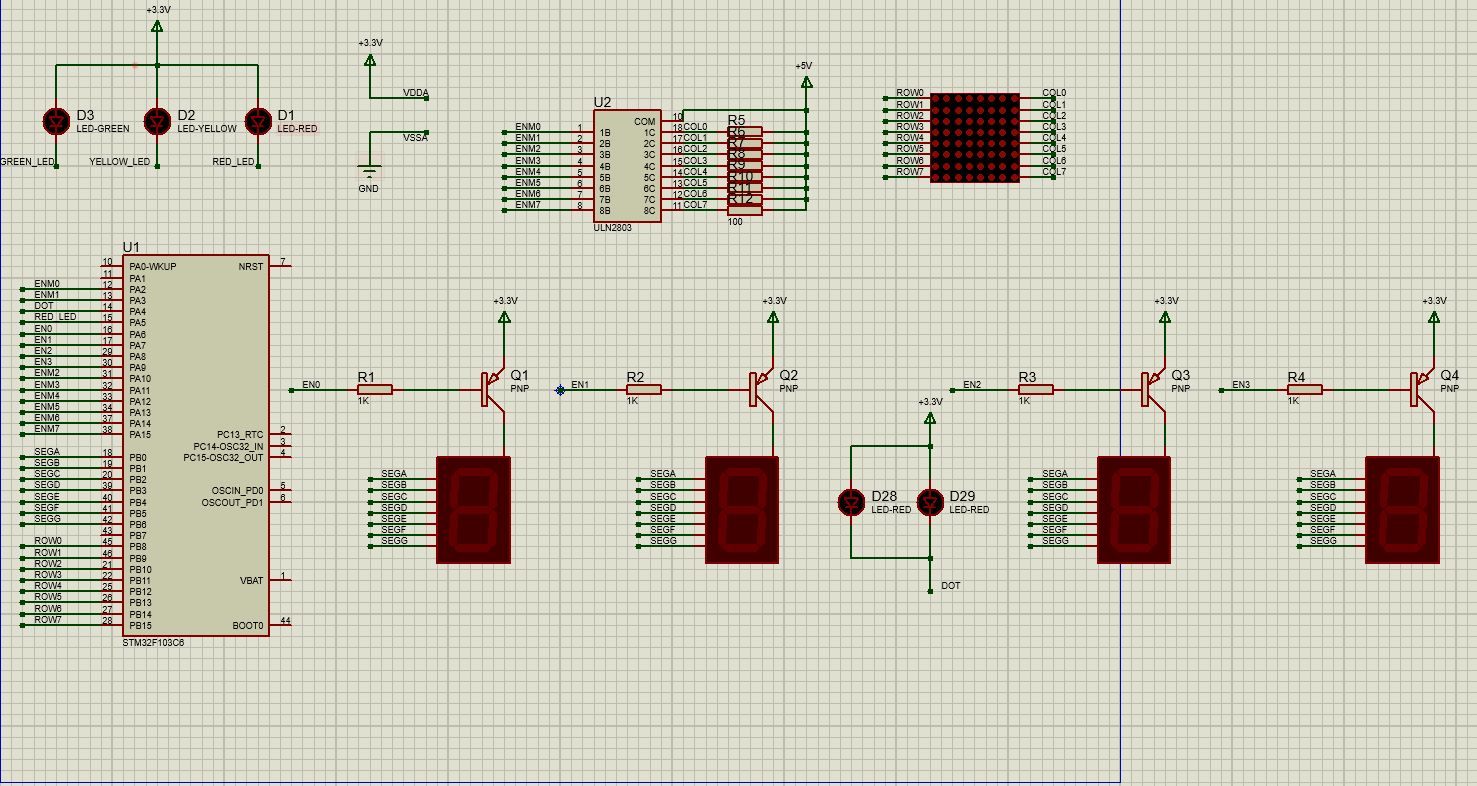 +3.3V
D3
LED-GREEN
D2
LED-YELLOW
D1
LED-RED
GREEN_LED
YELLOW_LED
RED_LED
+3.3V
VDDA
VSSA
GND
+5V
U2
COM 10
ENM0 1 1B 1C 18 COL0 R5
ENM1 2 2B 2C 17 COL1 R6
ENM2 3 3B 3C 16 COL2 R7
ENM3 4 4B 4C 15 COL3 R8
ENM4 5 5B 5C 14 COL4 R9
ENM5 6 6B 6C 13 COL5 R10
ENM6 7 7B 7C 12 COL6 R11
ENM7 8 8B 8C 11 COL7 R12
ULN2803
100
ROW0 COL0
ROW1 COL1
ROW2 COL2
ROW3 COL3
ROW4 COL4
ROW5 COL5
ROW6 COL6
ROW7 COL7
U1
10 PA0-WKUP NRST 7
11 PA1
ENM0 12 PA2
ENM1 13 PA3
DOT 14 PA4
RED_LED 15 PA5
EN0 16 PA6
EN1 17 PA7
EN2 29 PA8
EN3 30 PA9
ENM2 31 PA10
ENM3 32 PA11
ENM4 33 PA12
ENM5 34 PA13
ENM6 37 PA14
ENM7 38 PA15
PC13_RTC 2
PC14-OSC32_IN 3
PC15-OSC32_OUT 4
SEGA 18 PB0
SEGB 19 PB1
SEGC 20 PB2
SEGD 39 PB3 OSCIN_PD0 5
SEGE 40 PB4 OSCOUT_PD1 6
SEGF 41 PB5
SEGG 42 PB6
43 PB7
ROW0 45 PB8
ROW1 46 PB9
ROW2 21 PB10
ROW3 22 PB11 VBAT 1
ROW4 25 PB12
ROW5 26 PB13
ROW6 27 PB14
ROW7 28 PB15 BOOT0 44
STM32F103C6
+3.3V
EN0
R1
1K
Q1
PNP
SEGA
SEGB
SEGC
SEGD
SEGE
SEGF
SEGG
+3.3V
EN1
R2
1K
Q2
PNP
SEGA
SEGB
SEGC
SEGD
SEGE
SEGF
SEGG
+3.3V
D28
LED-RED
D29
LED-RED
DOT
+3.3V
EN2
R3
1K
Q3
PNP
SEGA
SEGB
SEGC
SEGD
SEGE
SEGF
SEGG
+3.3V
EN3
R4
1K
Q4
PNP
SEGA
SEGB
SEGC
SEGD
SEGE
SEGF
SEGG